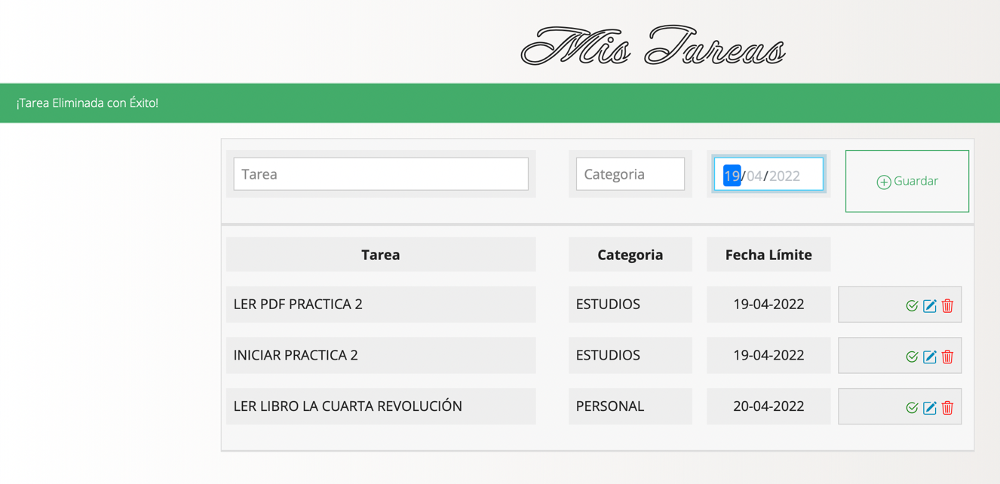 Mis Tareas
¡Tarea Eliminada con Éxito!
Tarea Categoria 19/04/2022 Guardar
Tarea Categoria Fecha Límite
LER PDF PRACTICA 2 ESTUDIOS 19-04-2022
INICIAR PRACTICA 2 ESTUDIOS 19-04-2022
LER LIBRO LA CUARTA REVOLUCIÓN PERSONAL 20-04-2022